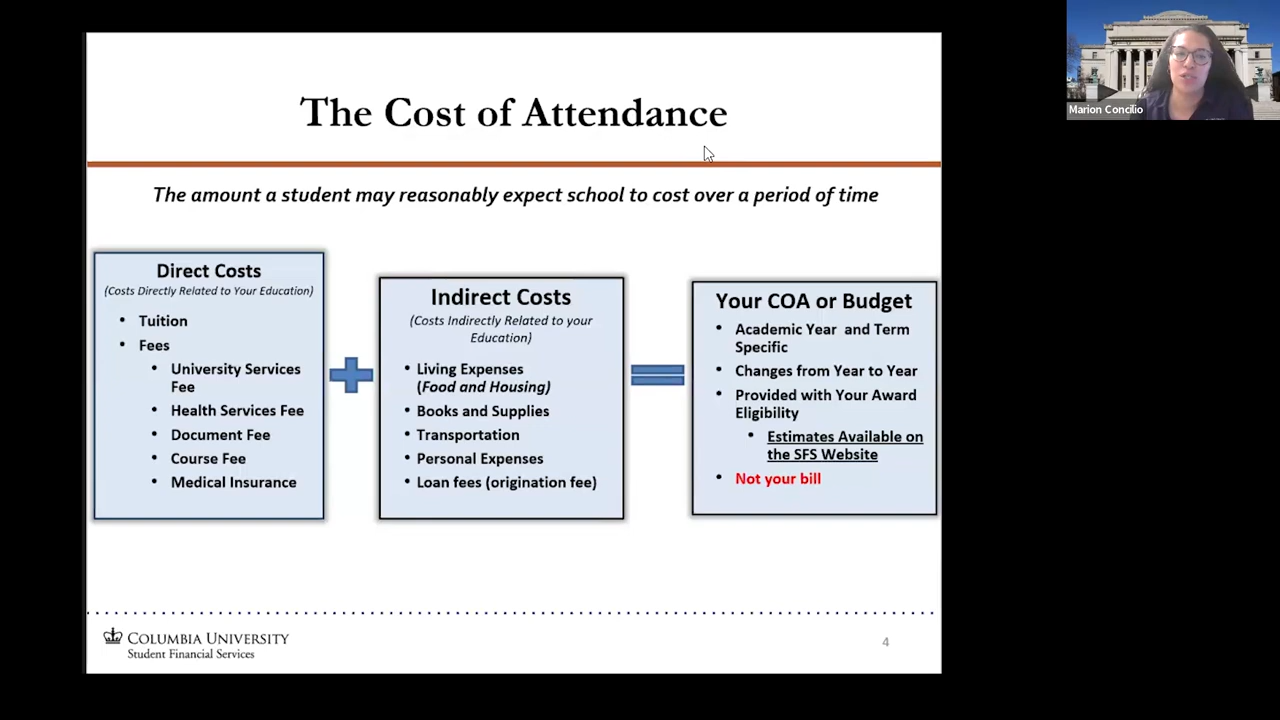 The Cost of Attendance
The amount a student may reasonably expect school to cost over a period of time
Direct Costs
(Costs Directly Related to Your Education)
• Tuition
• Fees
• University Services
Fee
• Health Services Fee
• Document Fee
• Course Fee
• Medical Insurance
Indirect Costs
(Costs Indirectly Related to your
Education)
• Living Expenses
(Food and Housing)
• Books and Supplies
• Transportation
• Personal Expenses
• Loan fees (origination fee)
Your COA or Budget
• Academic Year and Term
Specific
• Changes from Year to Year
• Provided with Your Award
Eligibility
• Estimates Available on
the SFS Website
• Not your bill
COLUMBIA UNIVERSITY
Student Financial Services
4
Marion Concilio